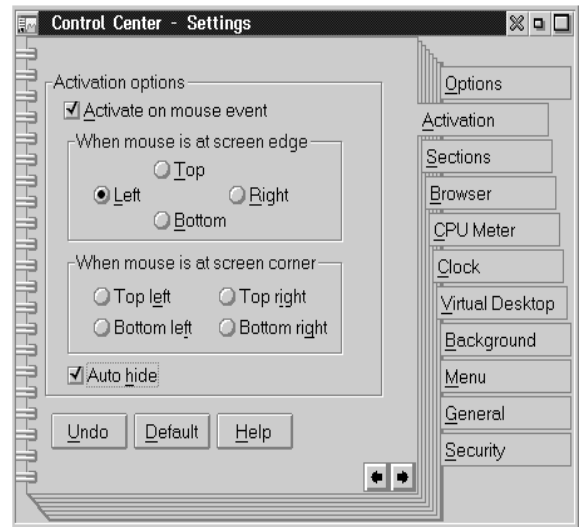 Control Center - Settings
Activation options
Activate on mouse event
When mouse is at screen edge
Top
Left
Right
Bottom
When mouse is at screen corner
Top left
Top right
Bottom left
Bottom right
Auto hide
Undo
Default
Help
Options
Activation
Sections
Browser
CPU Meter
Clock
Virtual Desktop
Background
Menu
General
Security